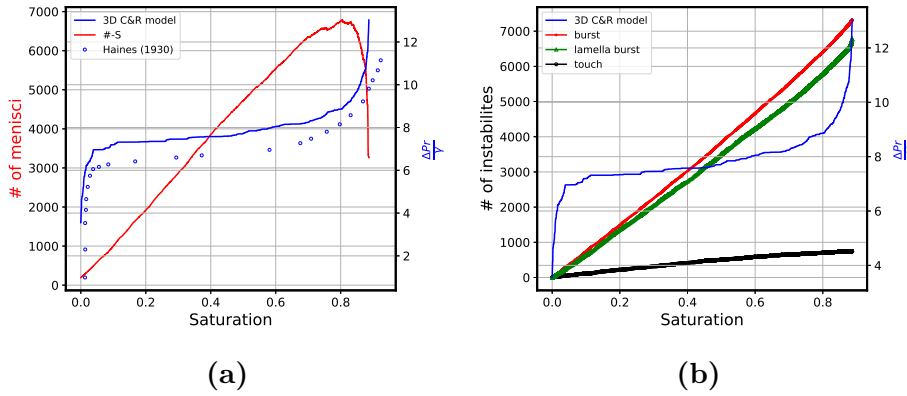 3D C&R model
#-S
Haines (1930)
7000
6000
5000
4000
3000
2000
1000
0
# of menisci
0.0 0.2 0.4 0.6 0.8
Saturation
12
10
8
6
4
2
ΔPr/γ
(a)
3D C&R model
burst
lamella burst
touch
7000
6000
5000
4000
3000
2000
1000
0
# of instabilites
0.0 0.2 0.4 0.6 0.8
Saturation
12
10
8
6
4
ΔPr/γ
(b)